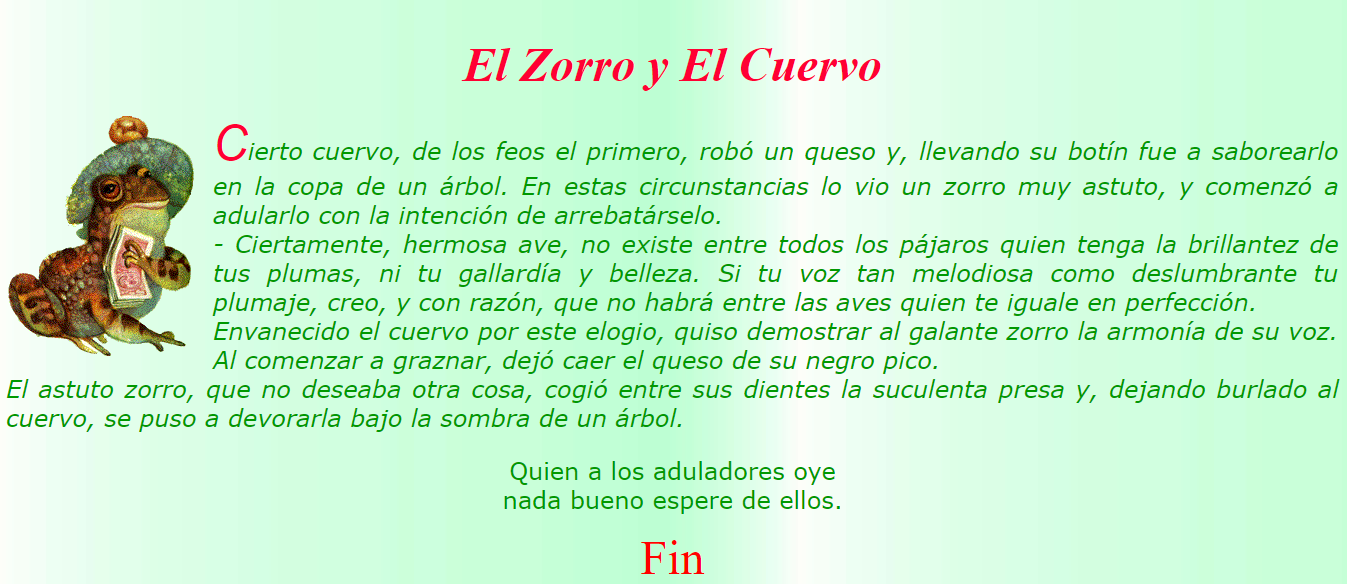 El Zorro y El Cuervo
Cierto cuervo, de los feos el primero, robó un queso y, llevando su botín fue a saborearlo
en la copa de un árbol. En estas circunstancias lo vio un zorro muy astuto, y comenzó a
adularlo con la intención de arrebatárselo.
- Ciertamente, hermosa ave, no existe entre todos los pájaros quien tenga la brillantez de
tus plumas, ni tu gallardía y belleza. Si tu voz tan melodiosa como deslumbrante tu
plumaje, creo, y con razón, que no habrá entre las aves quien te iguale en perfección.
Envanecido el cuervo por este elogio, quiso demostrar al galante zorro la armonía de su voz.
Al comenzar a graznar, dejó caer el queso de su negro pico.
El astuto zorro, que no deseaba otra cosa, cogió entre sus dientes la suculenta presa y, dejando burlado al
cuervo, se puso a devorarla bajo la sombra de un árbol.
Quien a los aduladores oye
nada bueno espere de ellos.
Fin